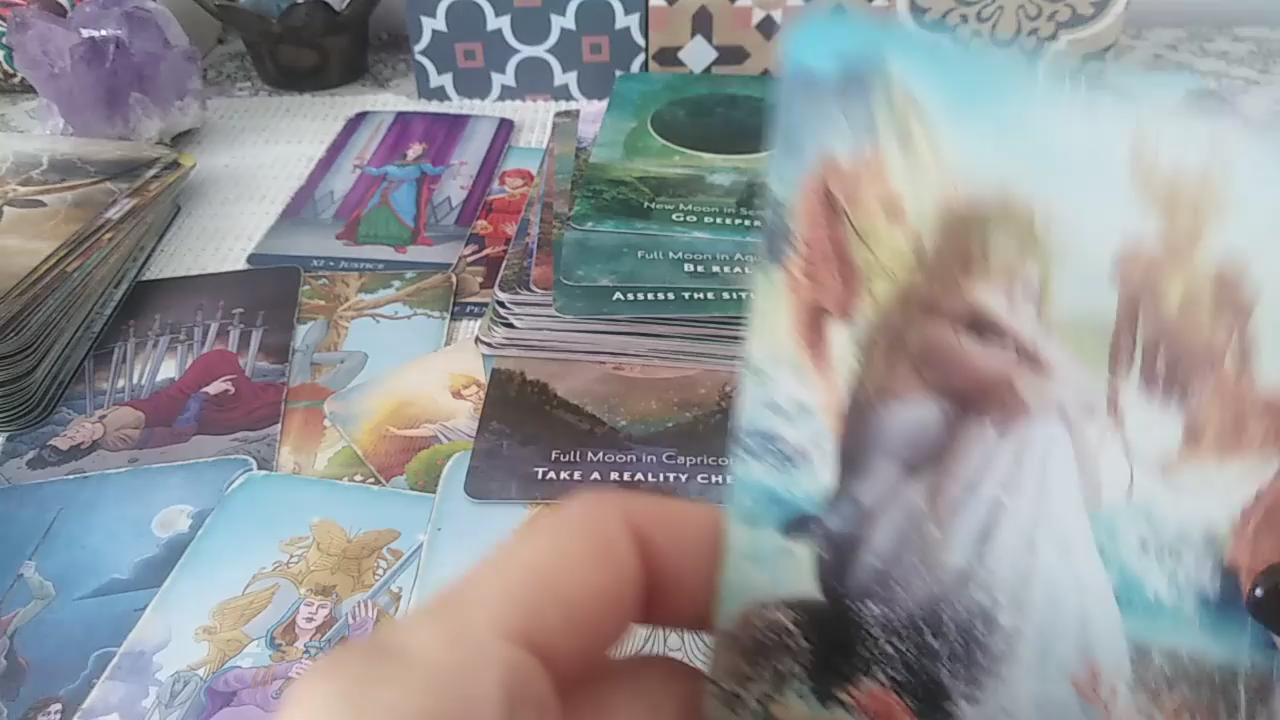 XI • JUSTICE
New Moon in
GO DEEPER
Full Moon in
BE REAL
ASSESS THE
Full Moon in
TAKE A REALITY